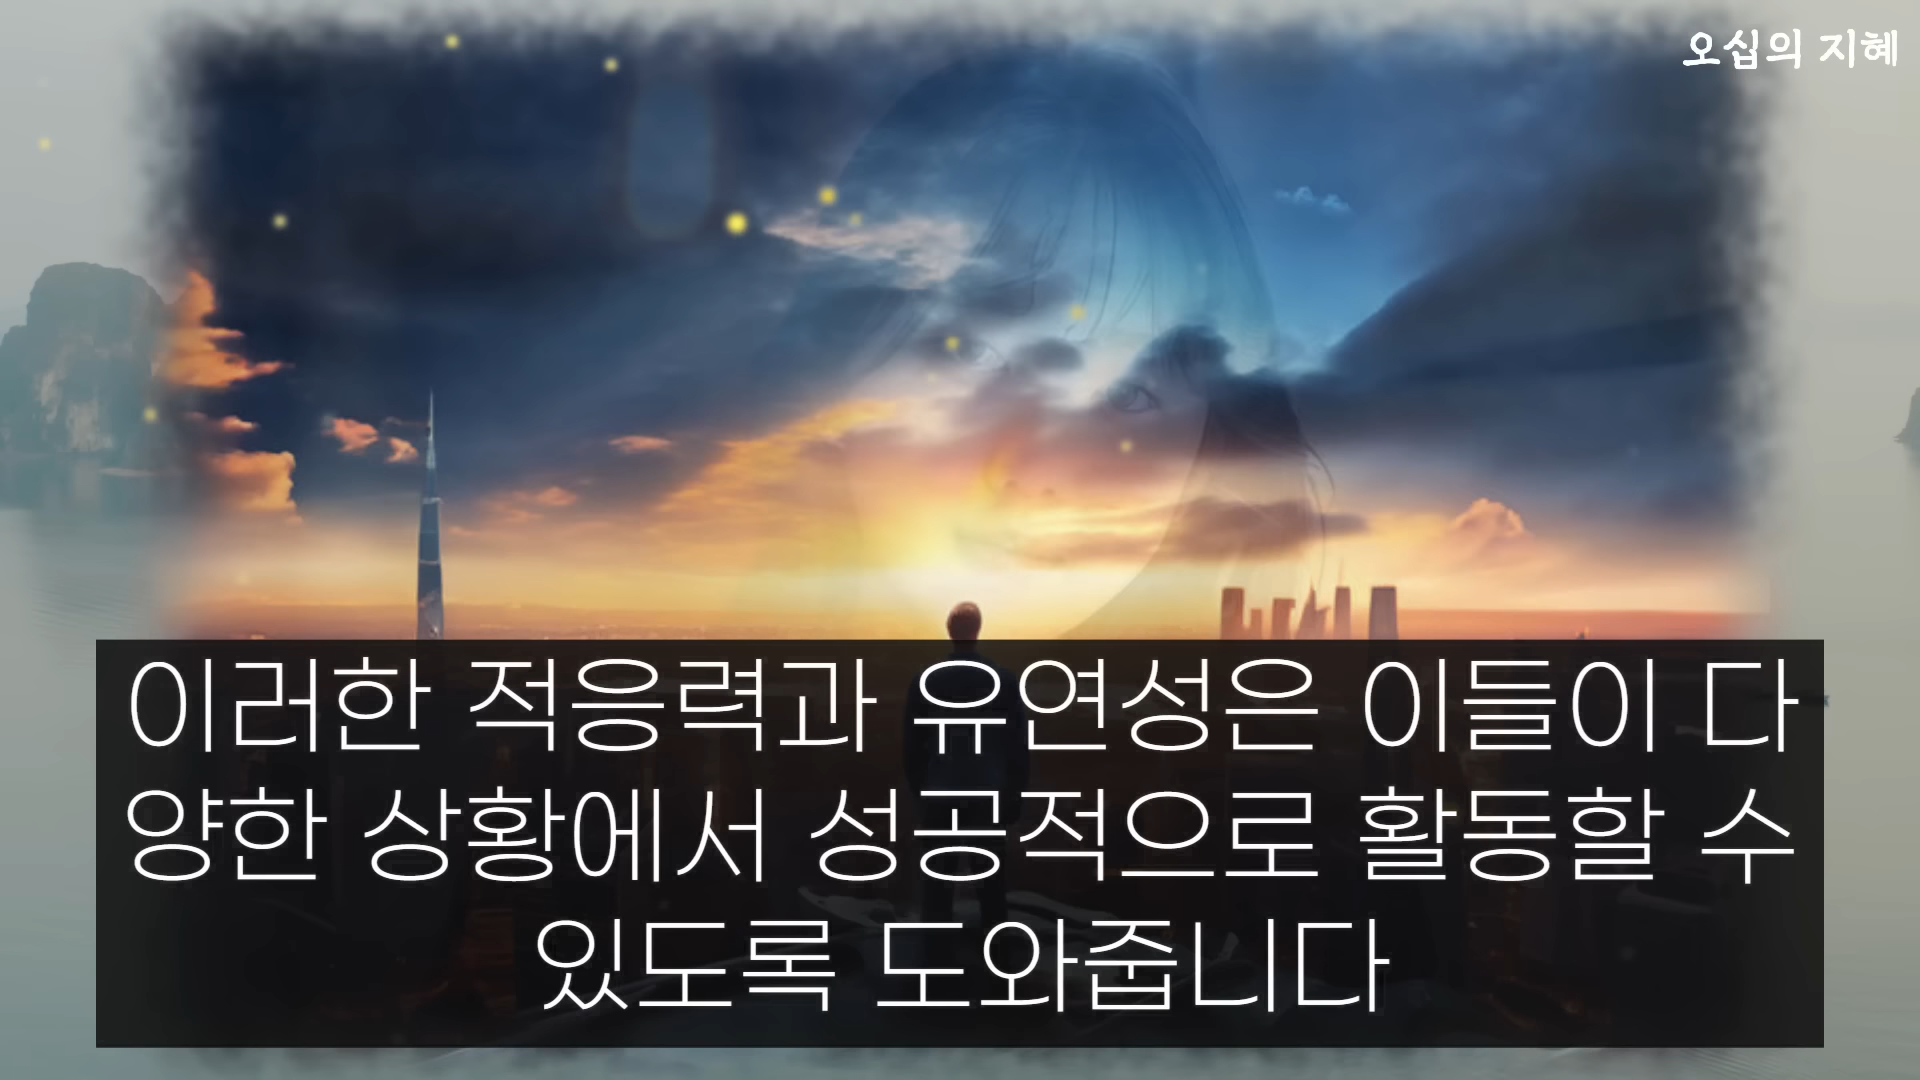 오십의 지혜
이러한 적응력과 유연성은 이들이 다
양한 상황에서 성공적으로 활동할 수
있도록 도와줍니다